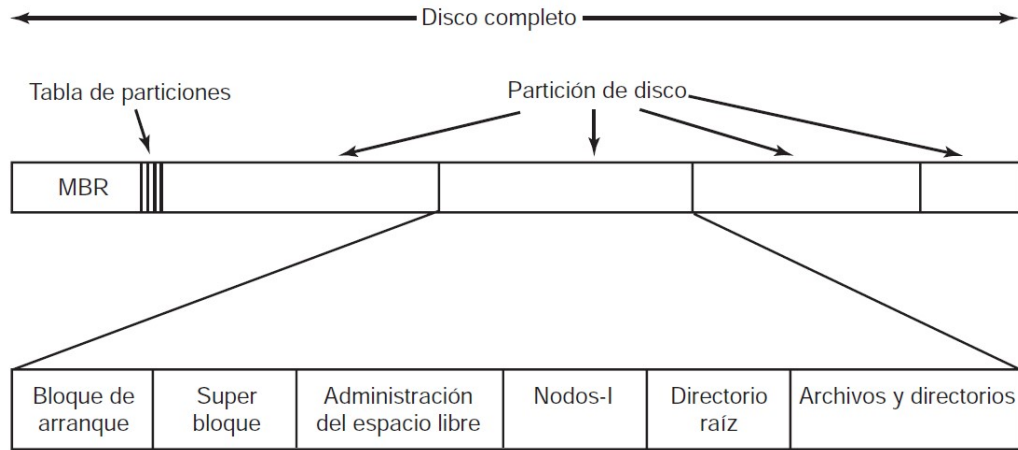 Disco completo
Tabla de particiones
Partición de disco
MBR
Bloque de
arranque
Super
bloque
Administración
del espacio libre
Nodos-I
Directorio
raíz
Archivos y directorios